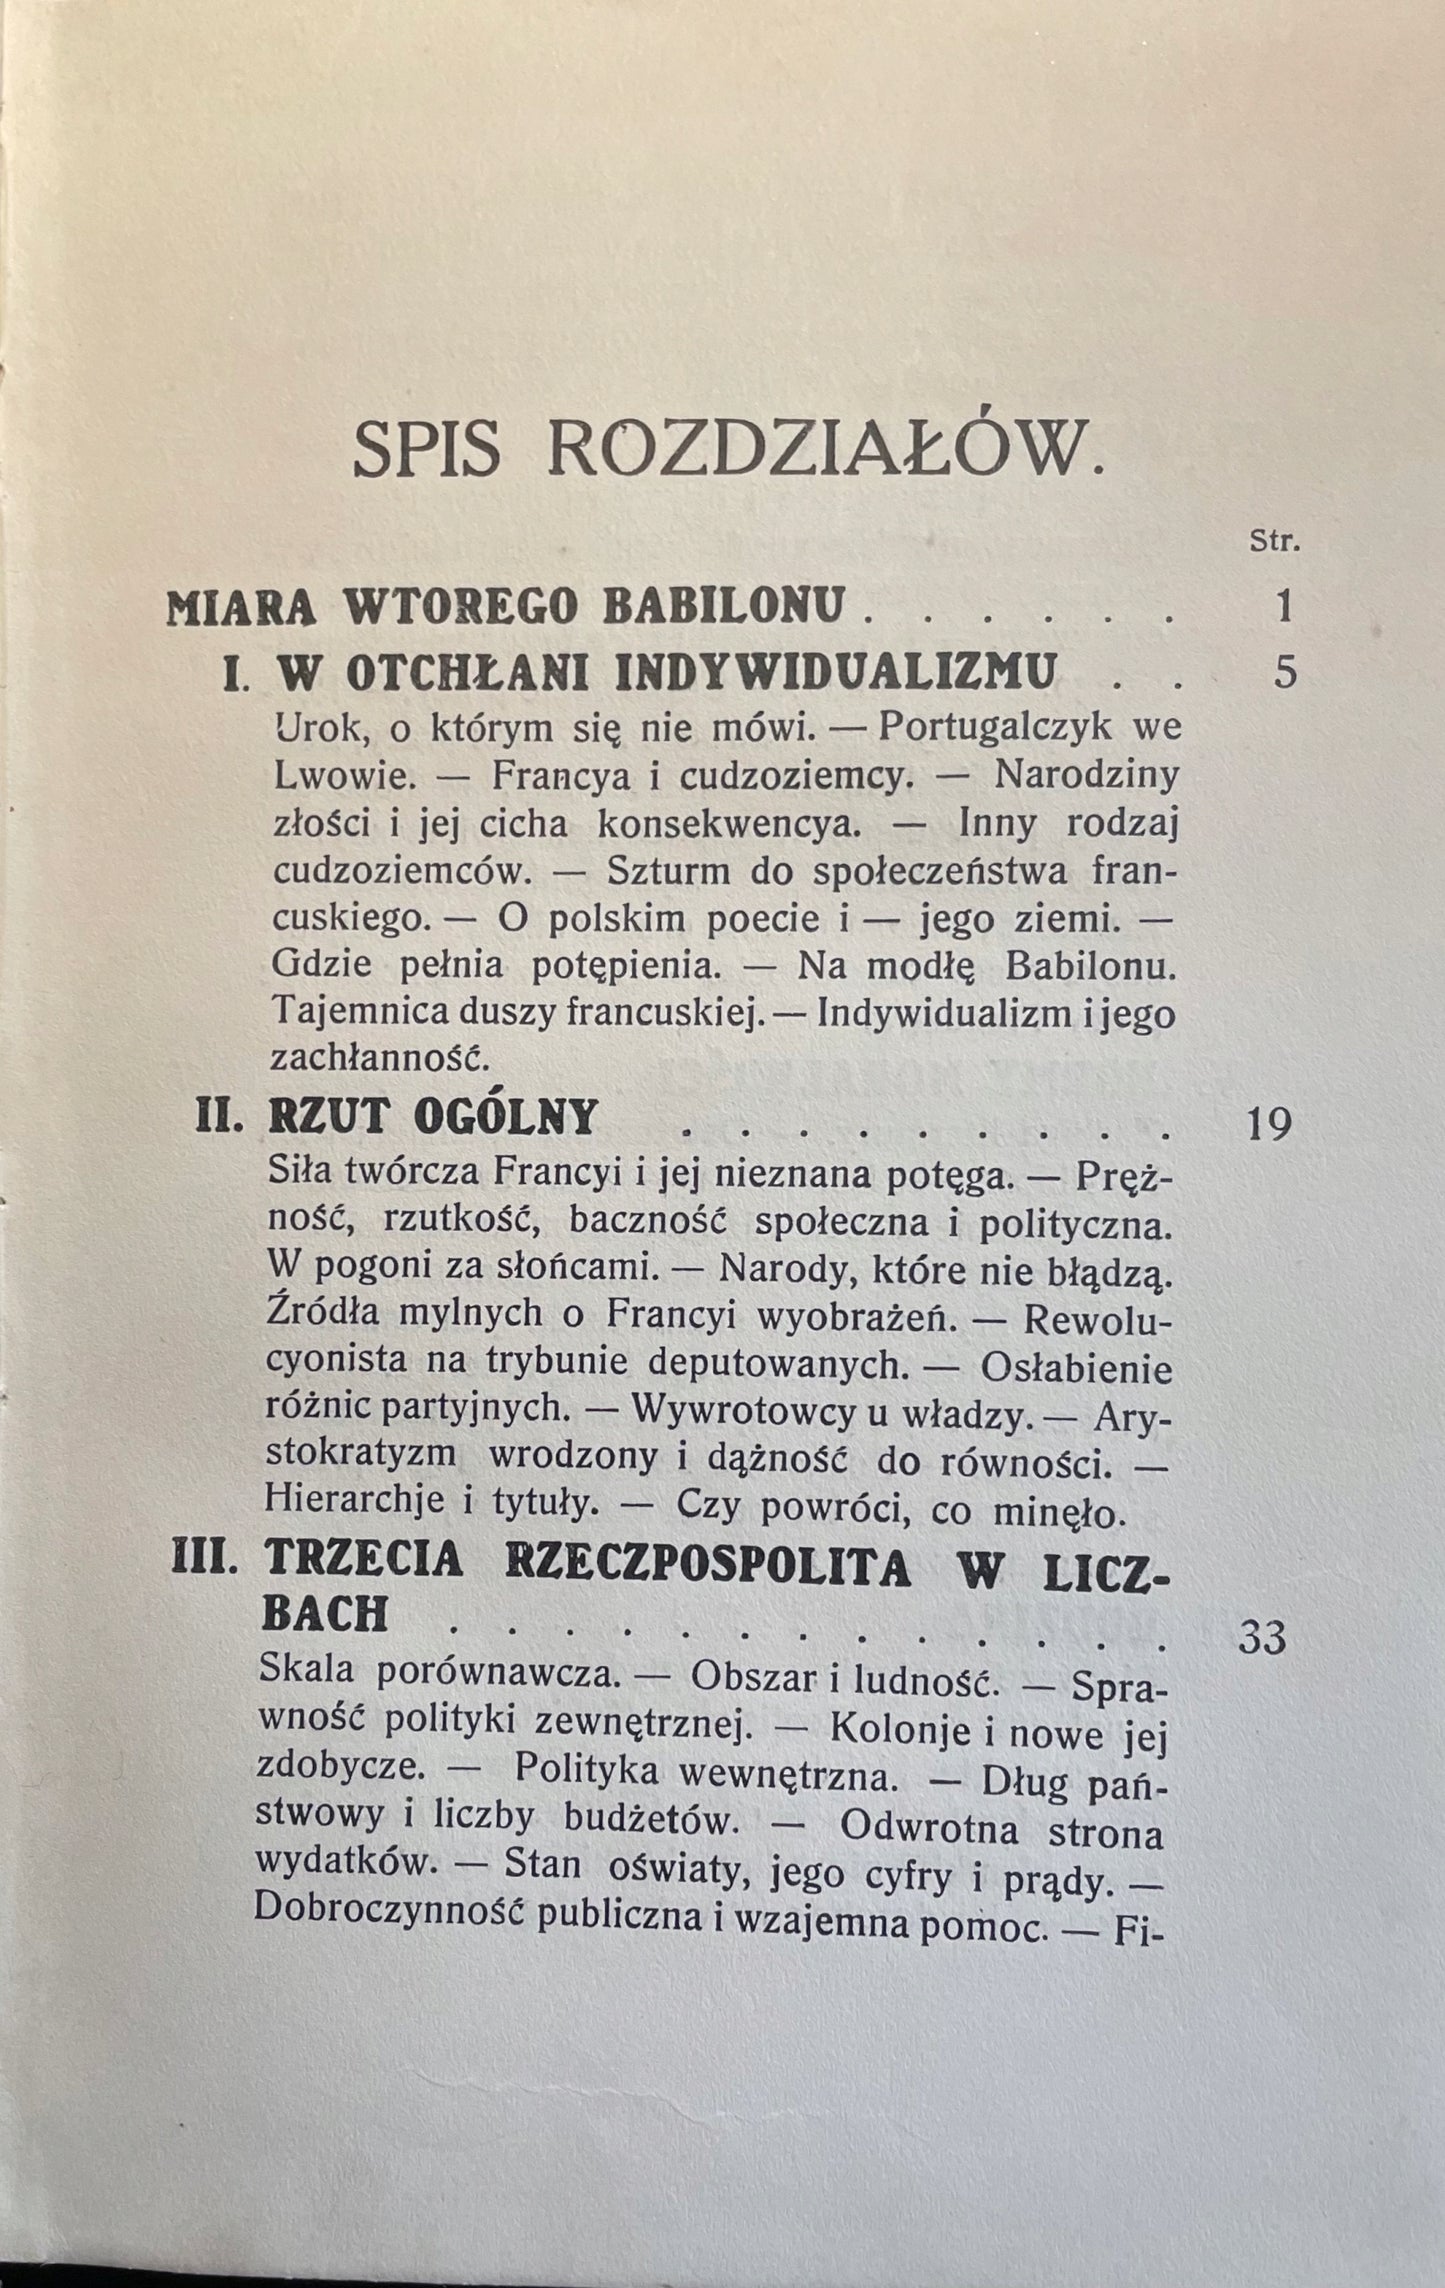 SPIS ROZDZIAŁÓW.
Str.
MIARA WTOREGO BABILONU . . . . . . 1
I. W OTCHŁANI INDYWIDUALIZMU . . 5
Urok, o którym się nie mówi. — Portugalczyk we
Lwowie. — Francya i cudzoziemcy. — Narodziny
złości i jej cicha konsekwencya. — Inny rodzaj
cudzoziemców. — Szturm do społeczeństwa fran-
cuskiego. — O polskim poecie i — jego ziemi. —
Gdzie pełnia potępienia. — Na modłę Babilonu.
Tajemnica duszy francuskiej. — Indywidualizm i jego
zachłanność.
II. RZUT OGÓLNY . . . . . . . . . 19
Siła twórcza Francyi i jej nieznana potęga. — Pręż-
ność, rzutkość, baczność społeczna i polityczna.
W pogoni za słońcami. — Narody, które nie błądzą.
Źródła mylnych o Francyi wyobrażeń. — Rewolu-
cyonista na trybunie deputowanych. — Osłabienie
różnic partyjnych. — Wywrotowcy u władzy. — Ary-
stokratyzm wrodzony i dążność do równości. —
Hierarchje i tytuły. — Czy powróci, co minęło.
III. TRZECIA RZECZPOSPOLITA W LICZ-
BACH . . . . . . . . . . . . . 33
Skala porównawcza. — Obszar i ludność. — Spra-
wność polityki zewnętrznej. — Kolonje i nowe jej
zdobycze. — Polityka wewnętrzna. — Dług pań-
stwowy i liczby budżetów. — Odwrotna strona
wydatków. — Stan oświaty, jego cyfry i prądy. —
Dobroczynność publiczna i wzajemna pomoc. — Fi-